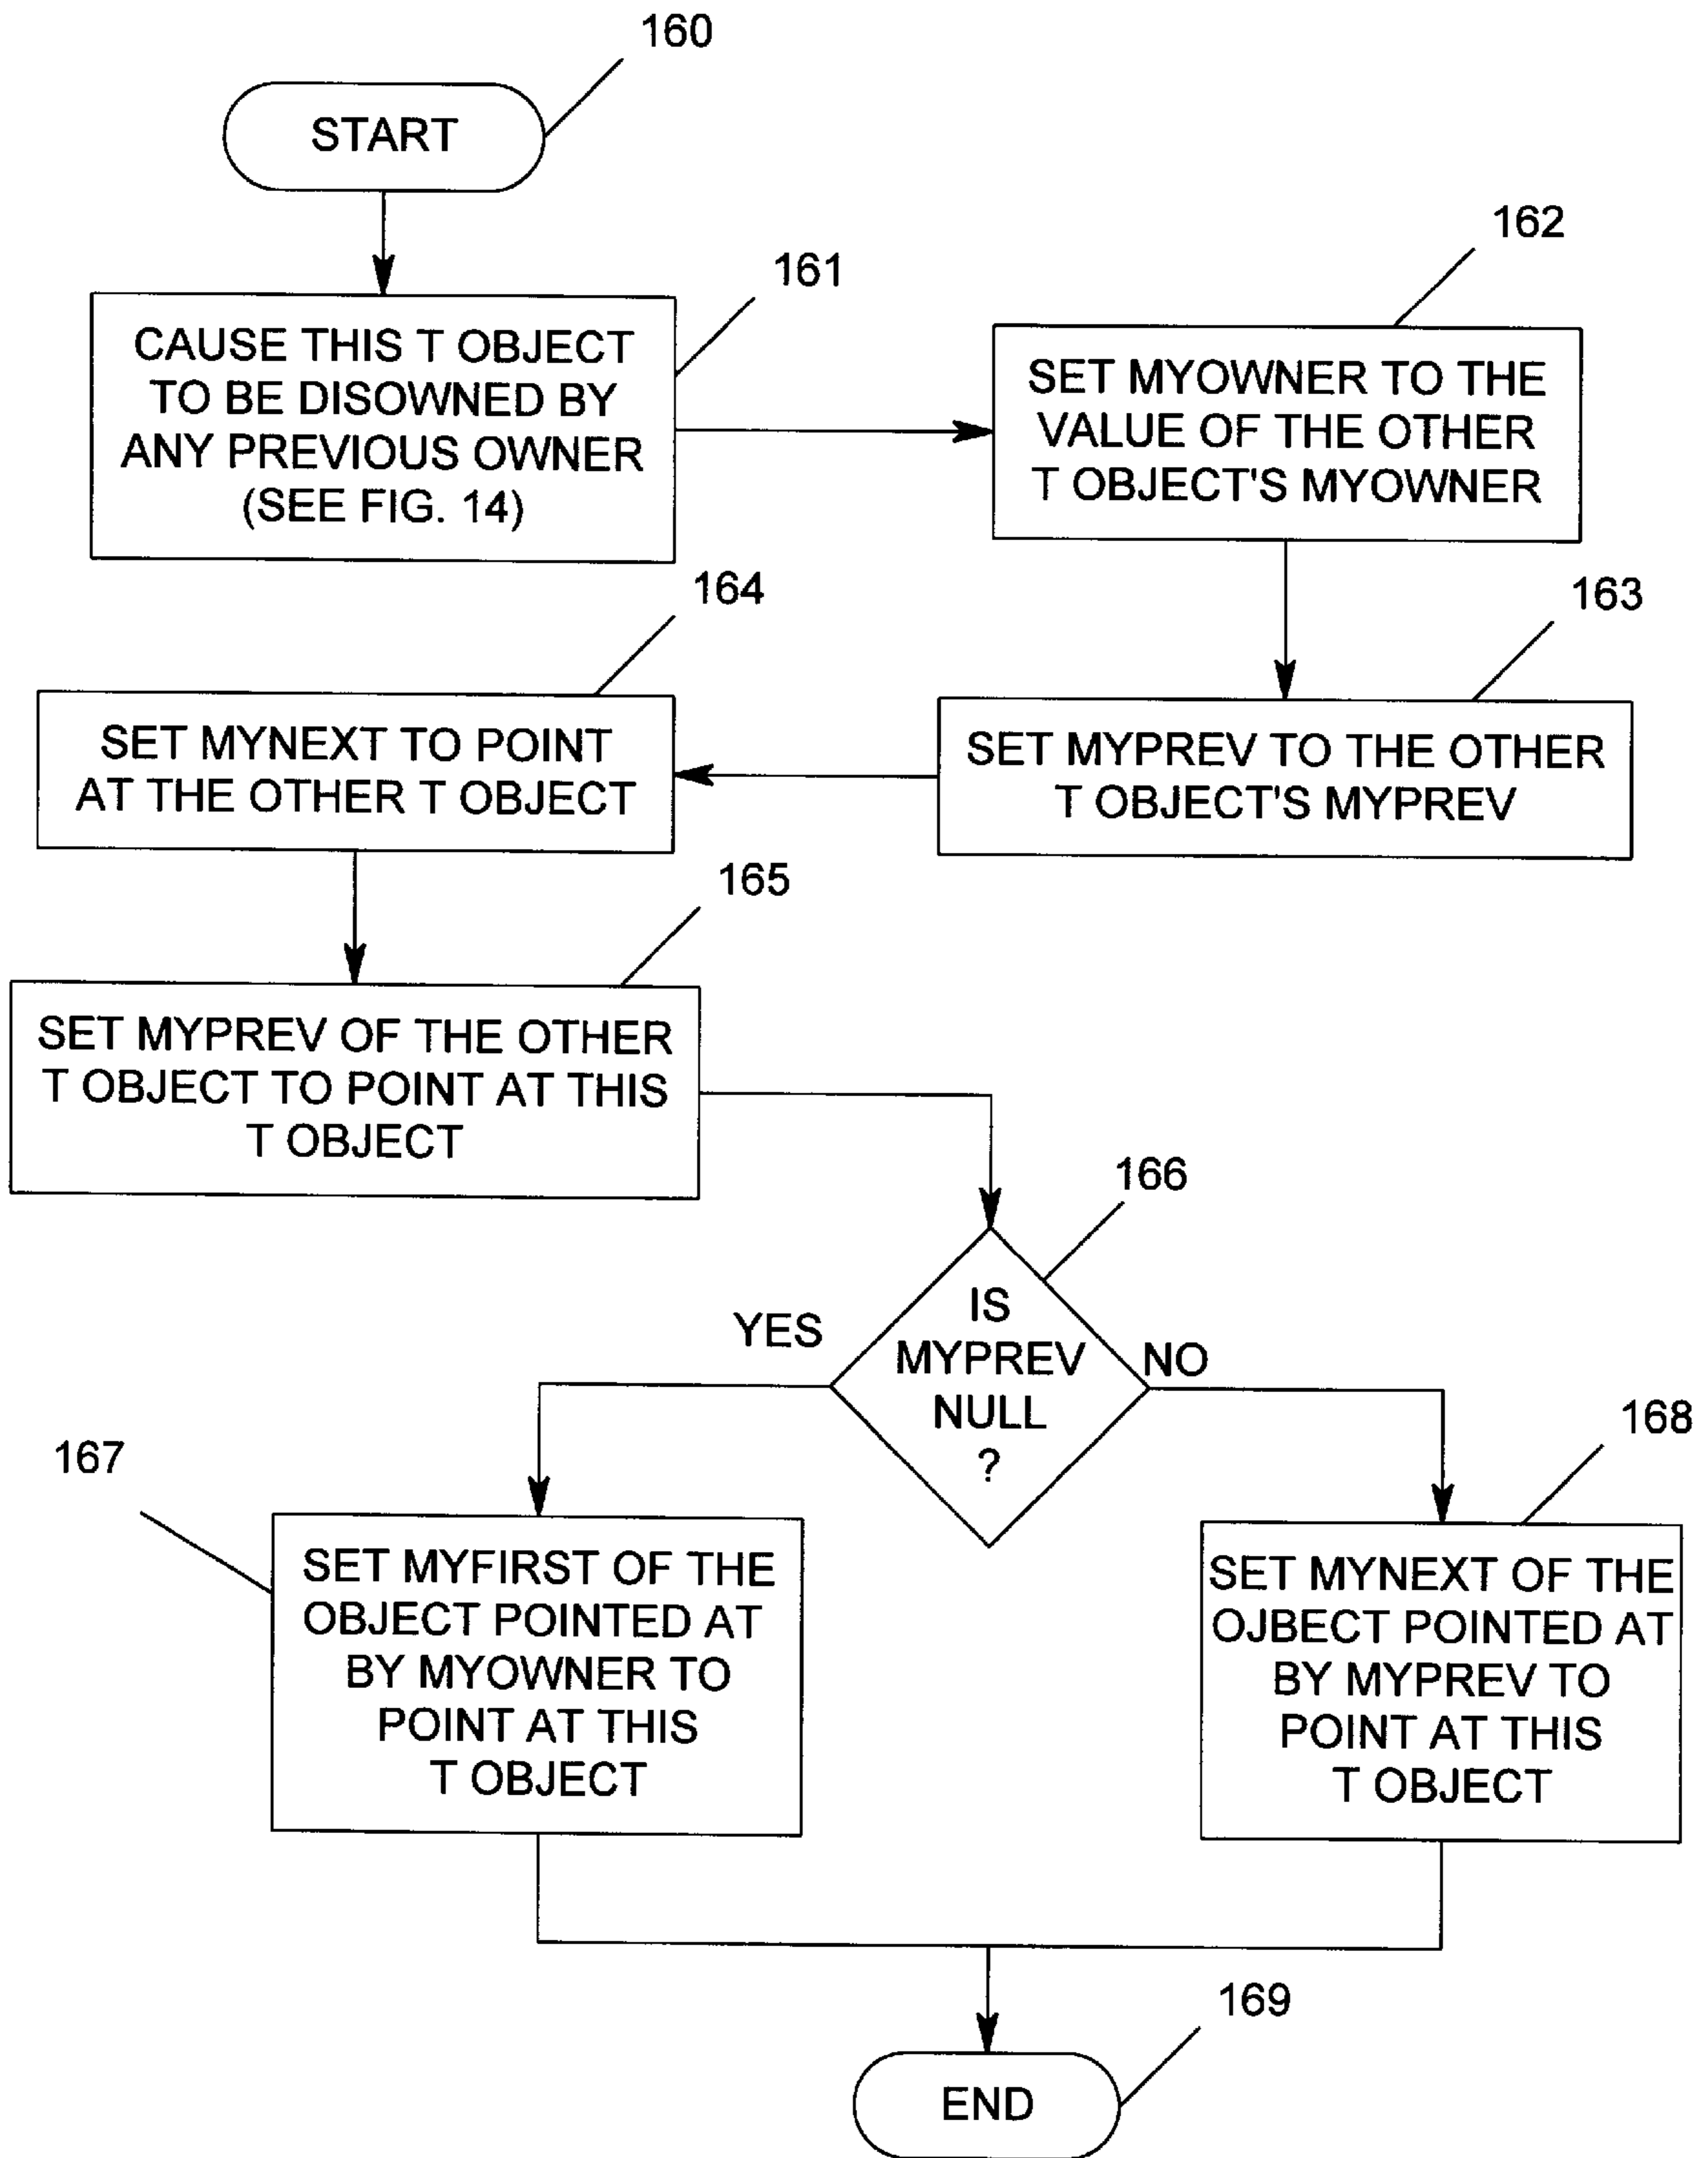 160
START
161
CAUSE THIS T OBJECT
TO BE DISOWNED BY
ANY PREVIOUS OWNER
(SEE FIG. 14)
162
SET MYOWNER TO THE
VALUE OF THE OTHER
T OBJECT'S MYOWNER
163
SET MYPREV TO THE OTHER
T OBJECT'S MYPREV
164
SET MYNEXT TO POINT
AT THE OTHER T OBJECT
165
SET MYPREV OF THE OTHER
T OBJECT TO POINT AT THIS
T OBJECT
166
IS
MYPREV
NULL
?
YES
NO
167
SET MYFIRST OF THE
OBJECT POINTED AT
BY MYOWNER TO
POINT AT THIS
T OBJECT
168
SET MYNEXT OF THE
OJBECT POINTED AT
BY MYPREV TO
POINT AT THIS
T OBJECT
169
END